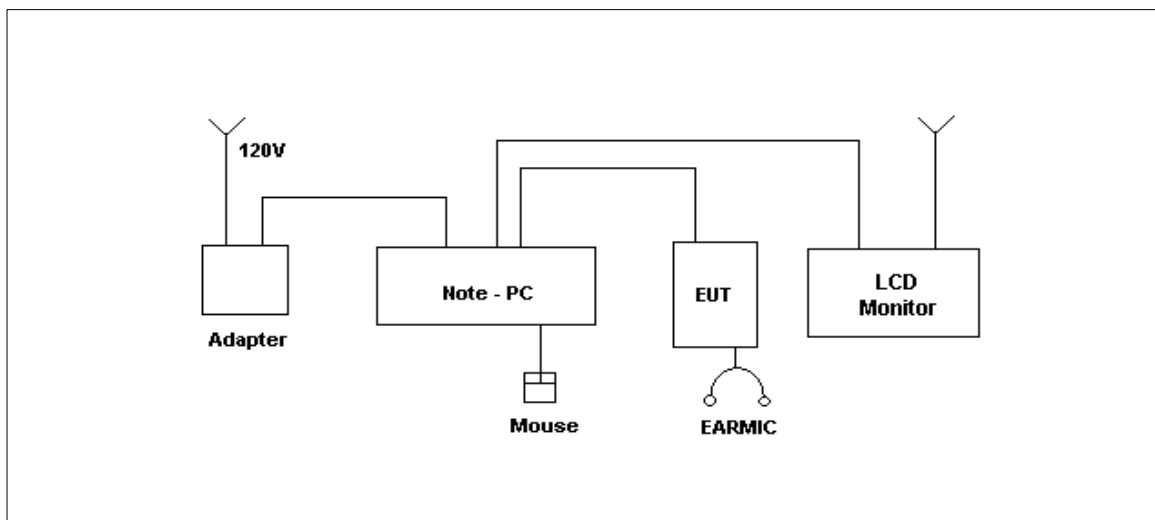 120V
Adapter
Note - PC
Mouse
EUT
EARMIC
LCD
Monitor